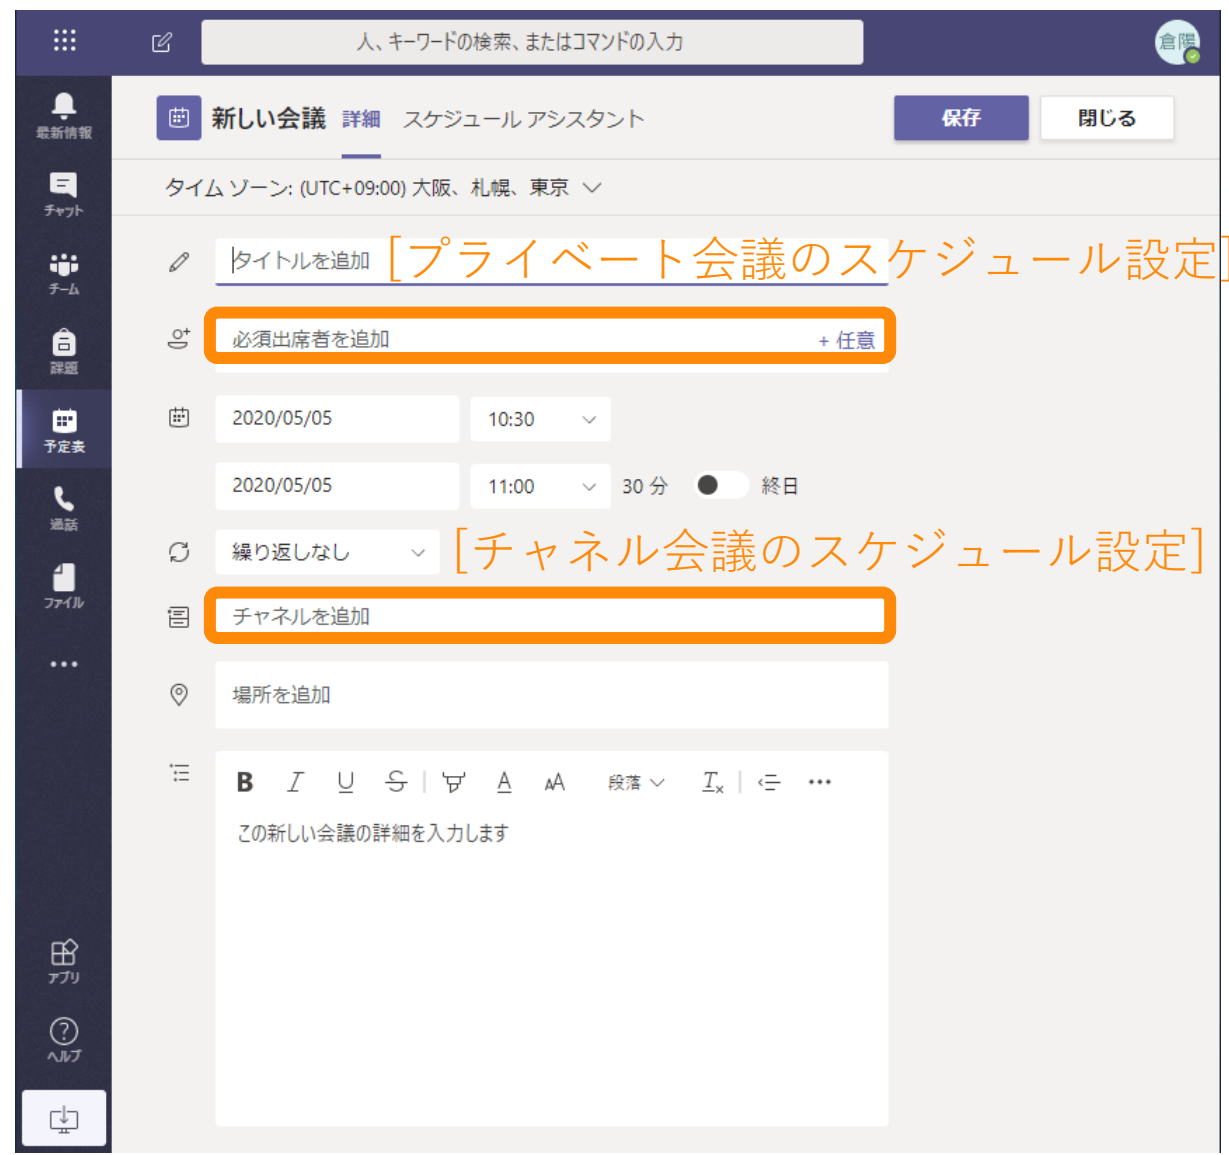 人、キーワードの検索、またはコマンドの入力
倉陽
最新情報
チャット
チーム
課題
予定表
通話
ファイル
アプリ
ヘルプ
新しい会議 詳細 スケジュール アシスタント 保存 閉じる
タイム ゾーン: (UTC+09:00) 大阪、札幌、東京
タイトルを追加 [プライベート会議のスケジュール設定]
必須出席者を追加 + 任意
2020/05/05 10:30
2020/05/05 11:00 30 分 終日
繰り返しなし [チャネル会議のスケジュール設定]
チャネルを追加
場所を追加
B I U S A AA 段落 Tx
この新しい会議の詳細を入力します